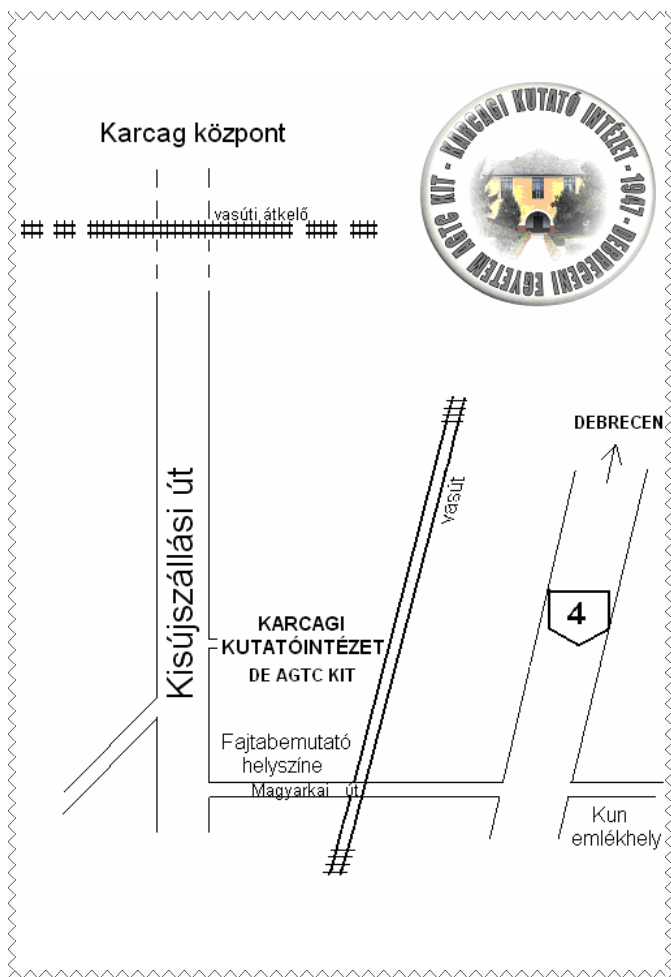 Karcag központ
KARCAGI KUTATÓ INTÉZET - 1947 - DEBRECENI EGYETEM AGTC KIT -
vasúti átkelő
DEBRECEN
vasút
4
Kisújszállási út
KARCAGI
KUTATÓINTÉZET
DE AGTC KIT
Fajtabemutató
helyszíne
Magyarkai út
Kun
emlékhely